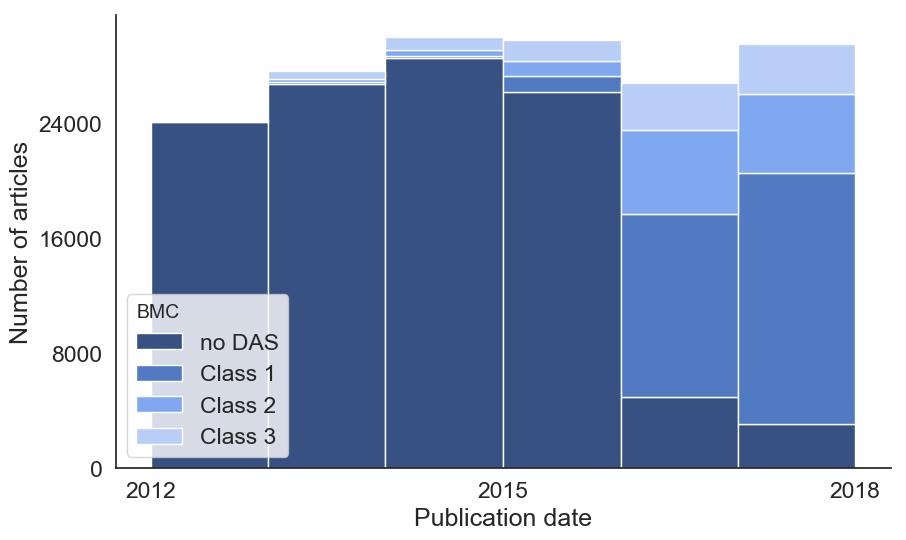 Number of articles
24000
16000
8000
0
BMC
no DAS
Class 1
Class 2
Class 3
2012 2015 2018
Publication date